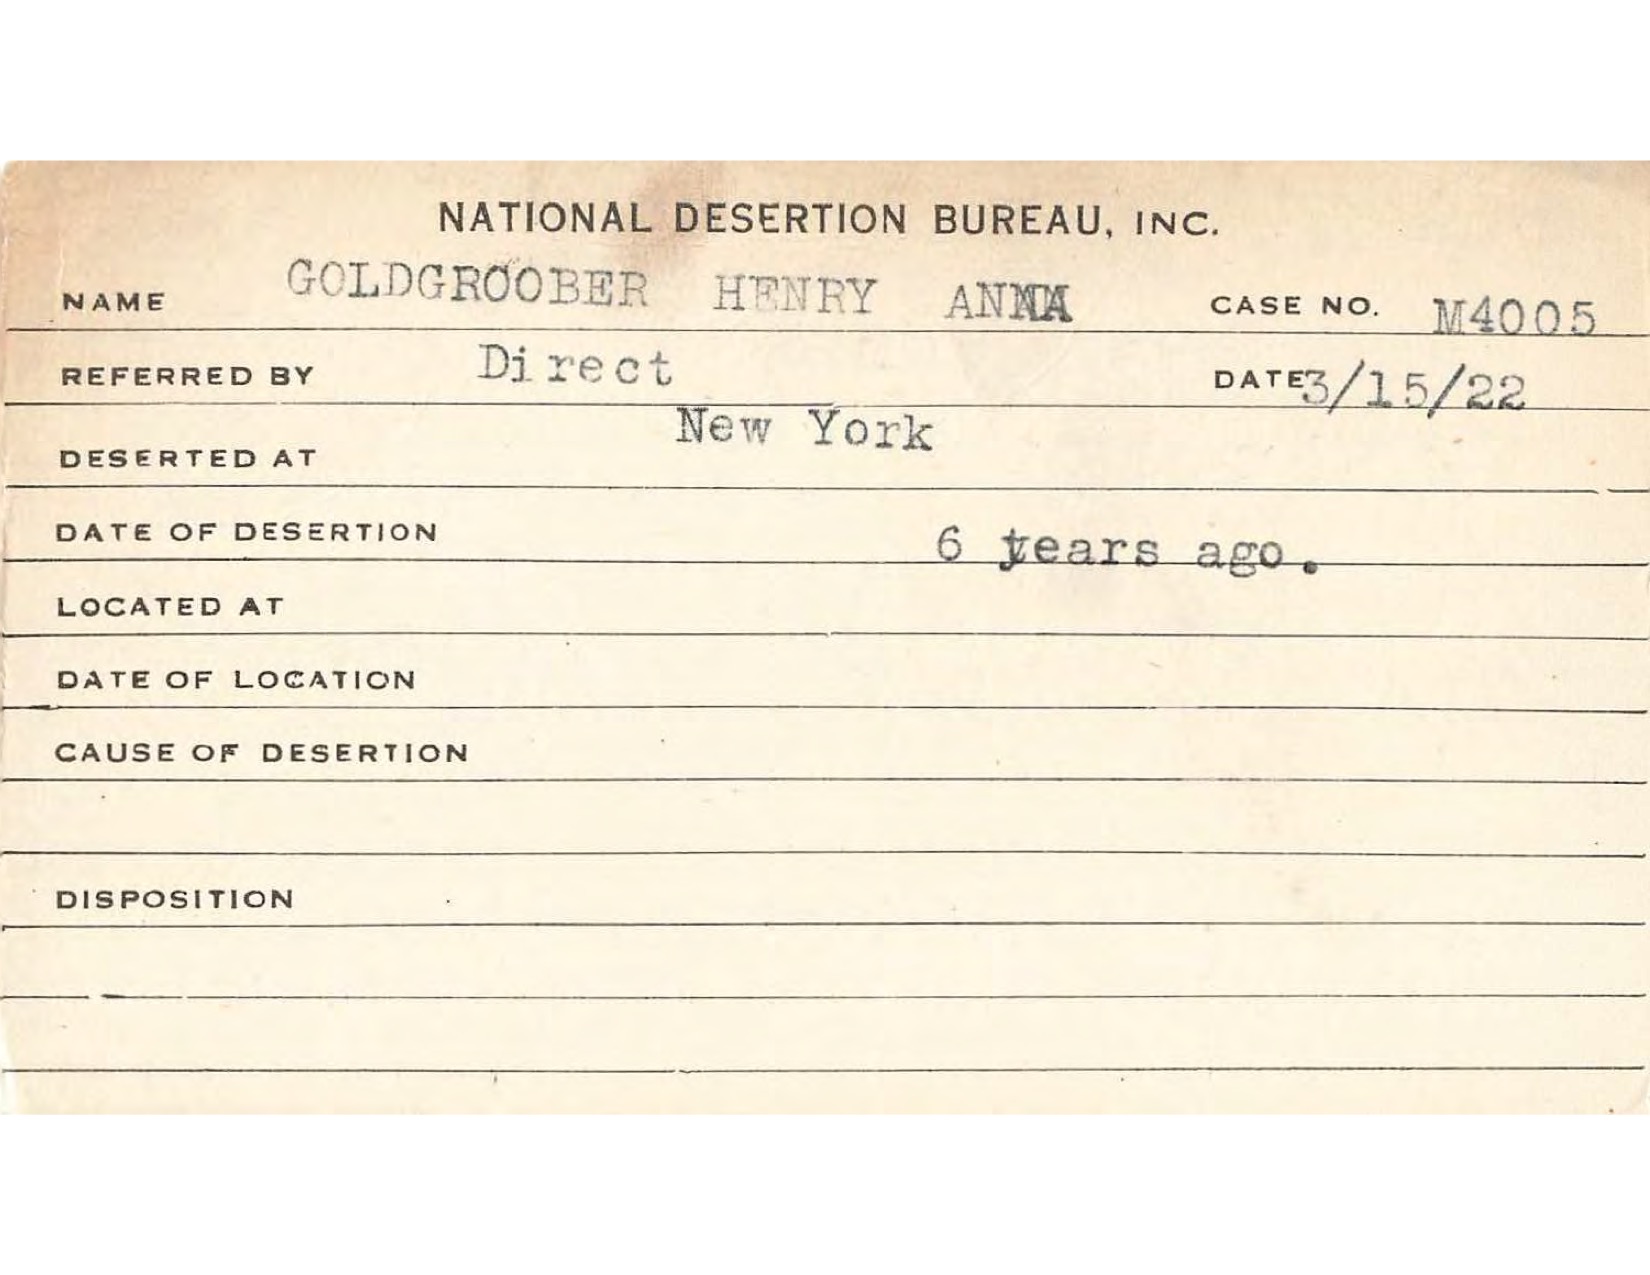 NATIONAL DESERTION BUREAU, INC.
NAME GOLDGROOBER HENRY ANNA CASE NO. M4005
REFERRED BY Direct DATE 3/15/22
DESERTED AT New York
DATE OF DESERTION 6 years ago.
LOCATED AT
DATE OF LOCATION
CAUSE OF DESERTION
DISPOSITION